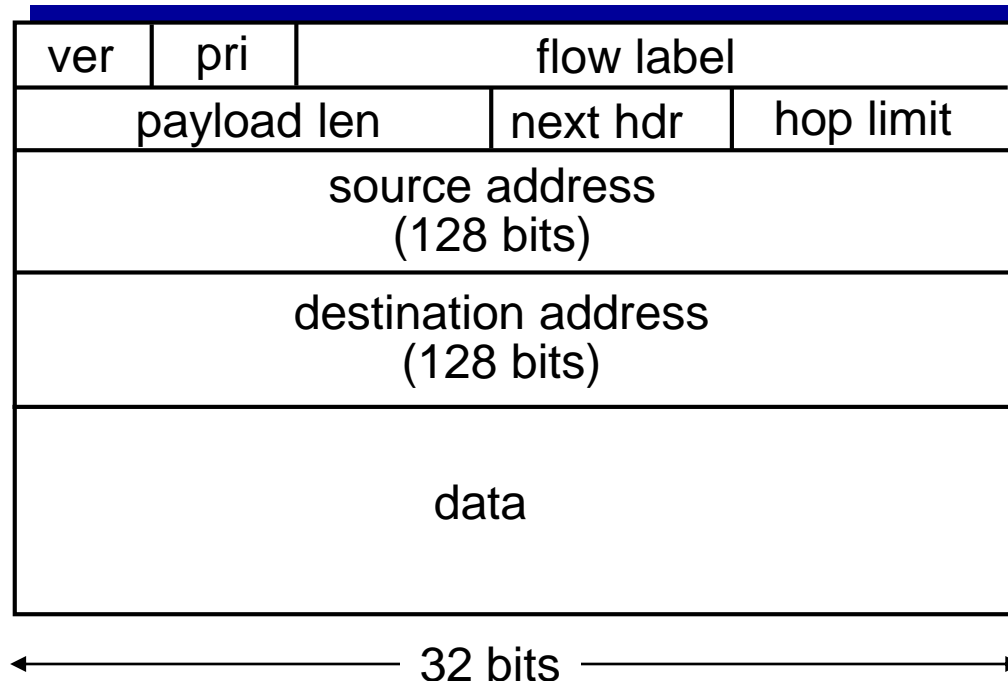 ver pri flow label
payload len next hdr hop limit
source address
(128 bits)
destination address
(128 bits)
data
32 bits